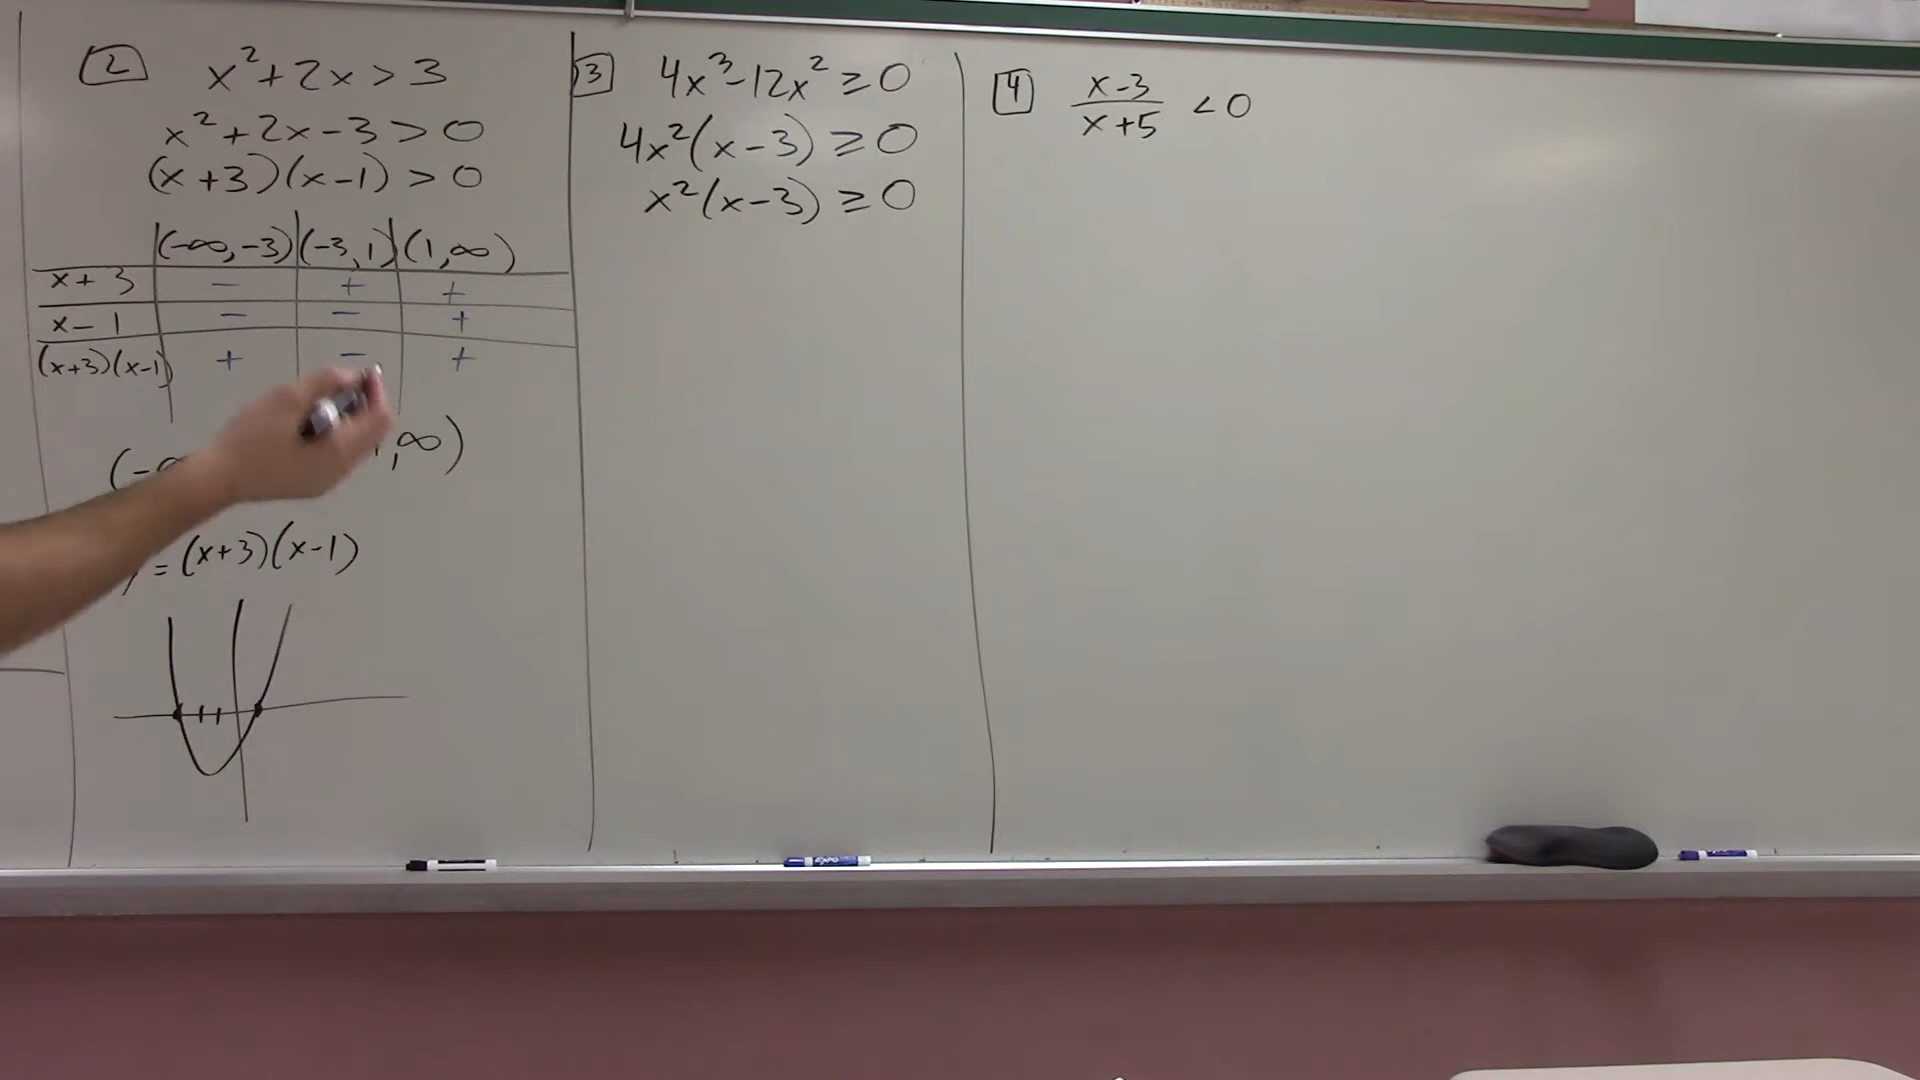 2 x²+2x>3
x²+2x-3>0
(x+3)(x-1)>0
(-∞,-3) (-3,1) (1,∞)
x+3 - + +
x-1 - - +
(x+3)(x-1) + - +
(-∞ ,∞)
=(x+3)(x-1)
3 4x³-12x²≥0
4x²(x-3)≥0
x²(x-3)≥0
4 x-3
x+5 <0
EXPO